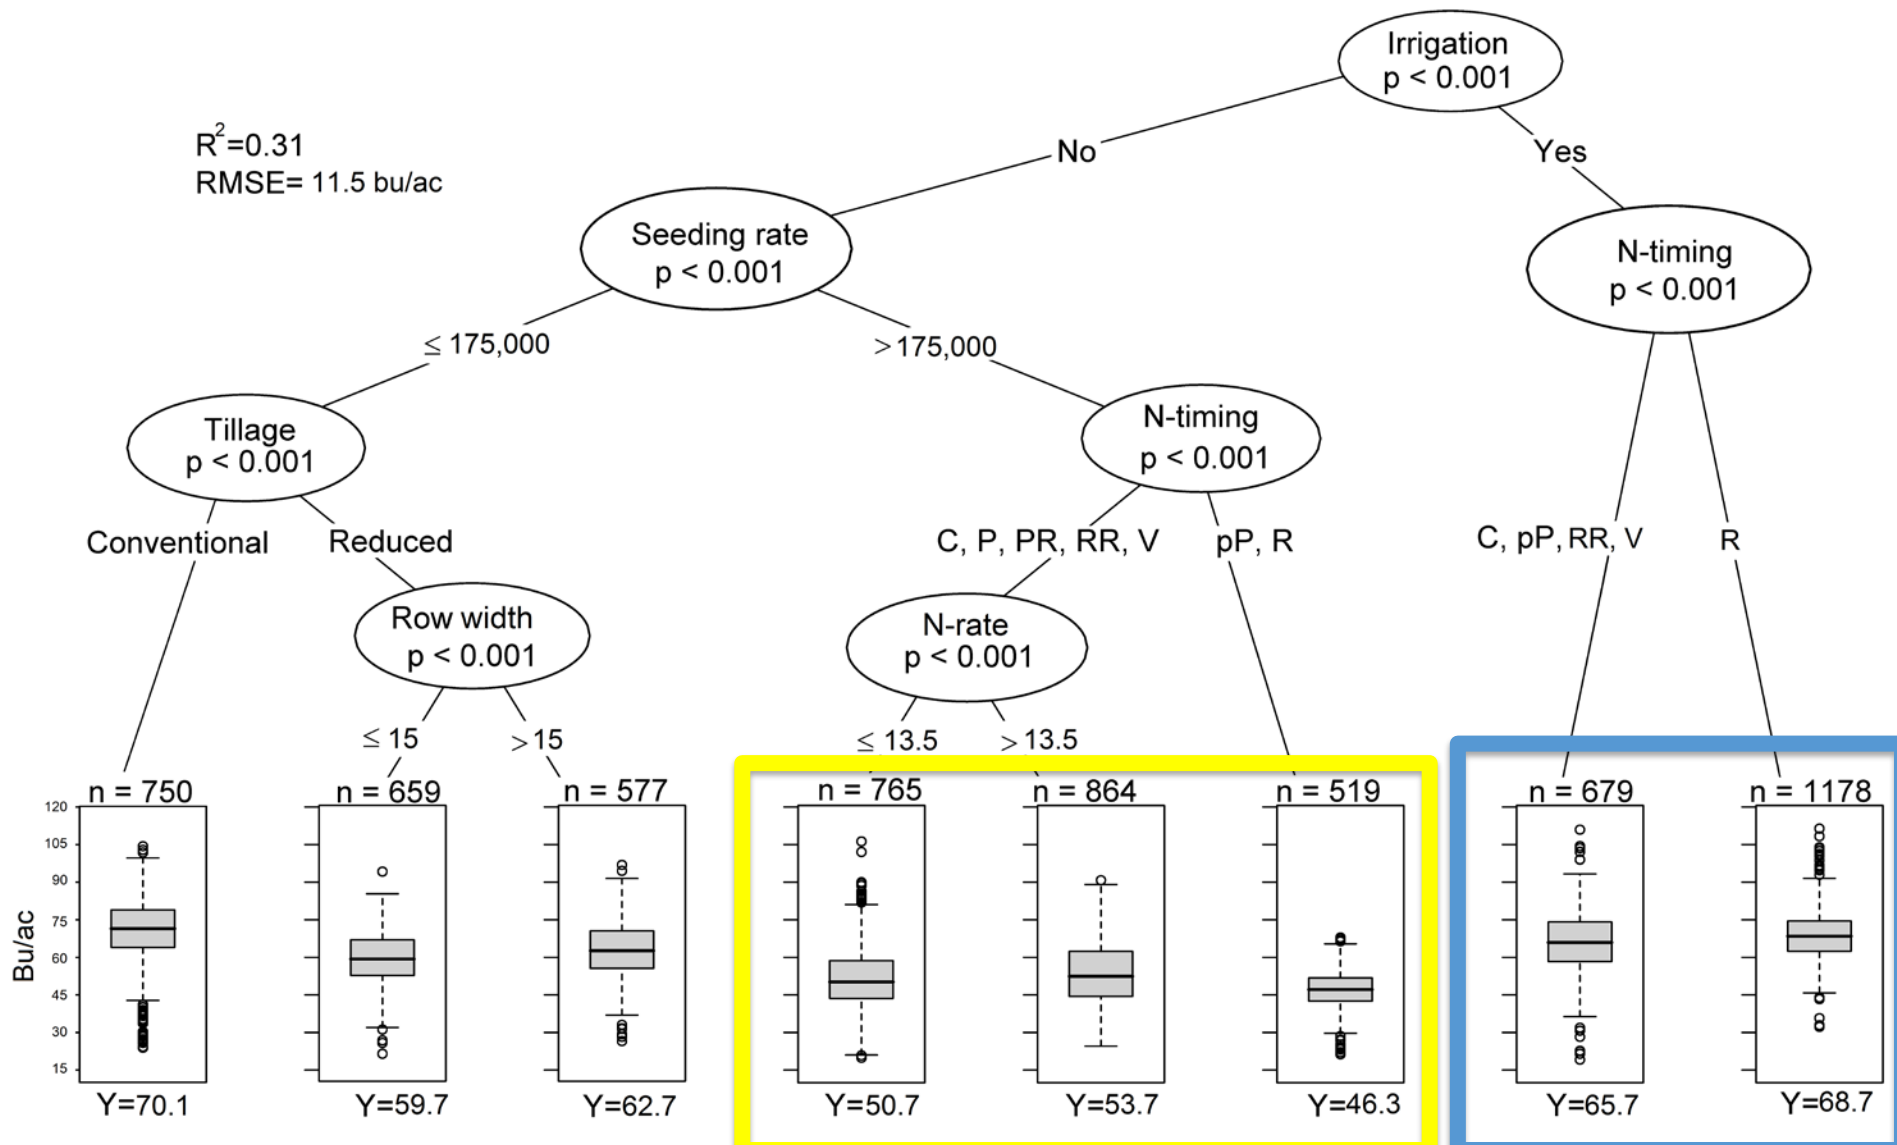 Irrigation
p < 0.001
R²=0.31
RMSE= 11.5 bu/ac
No
Yes
Seeding rate
p < 0.001
N-timing
p < 0.001
≤ 175,000
>175,000
Tillage
p < 0.001
N-timing
p < 0.001
Conventional
Reduced
C, P, PR, RR, V
pP, R
C, pP, RR, V
R
Row width
p < 0.001
N-rate
p < 0.001
≤ 15
>15
≤ 13.5
>13.5
n = 750
n = 659
n = 577
n = 765
n = 864
n = 519
n = 679
n = 1178
Bu/ac
120
105
90
75
60
45
30
15
Y=70.1
Y=59.7
Y=62.7
Y=50.7
Y=53.7
Y=46.3
Y=65.7
Y=68.7